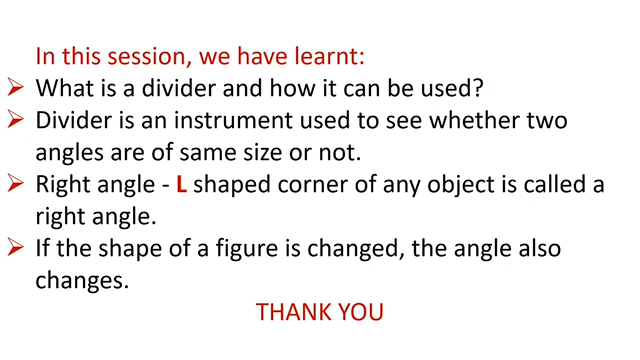 In this session, we have learnt:
What is a divider and how it can be used?
Divider is an instrument used to see whether two
angles are of same size or not.
Right angle - L shaped corner of any object is called a
right angle.
If the shape of a figure is changed, the angle also
changes.
THANK YOU